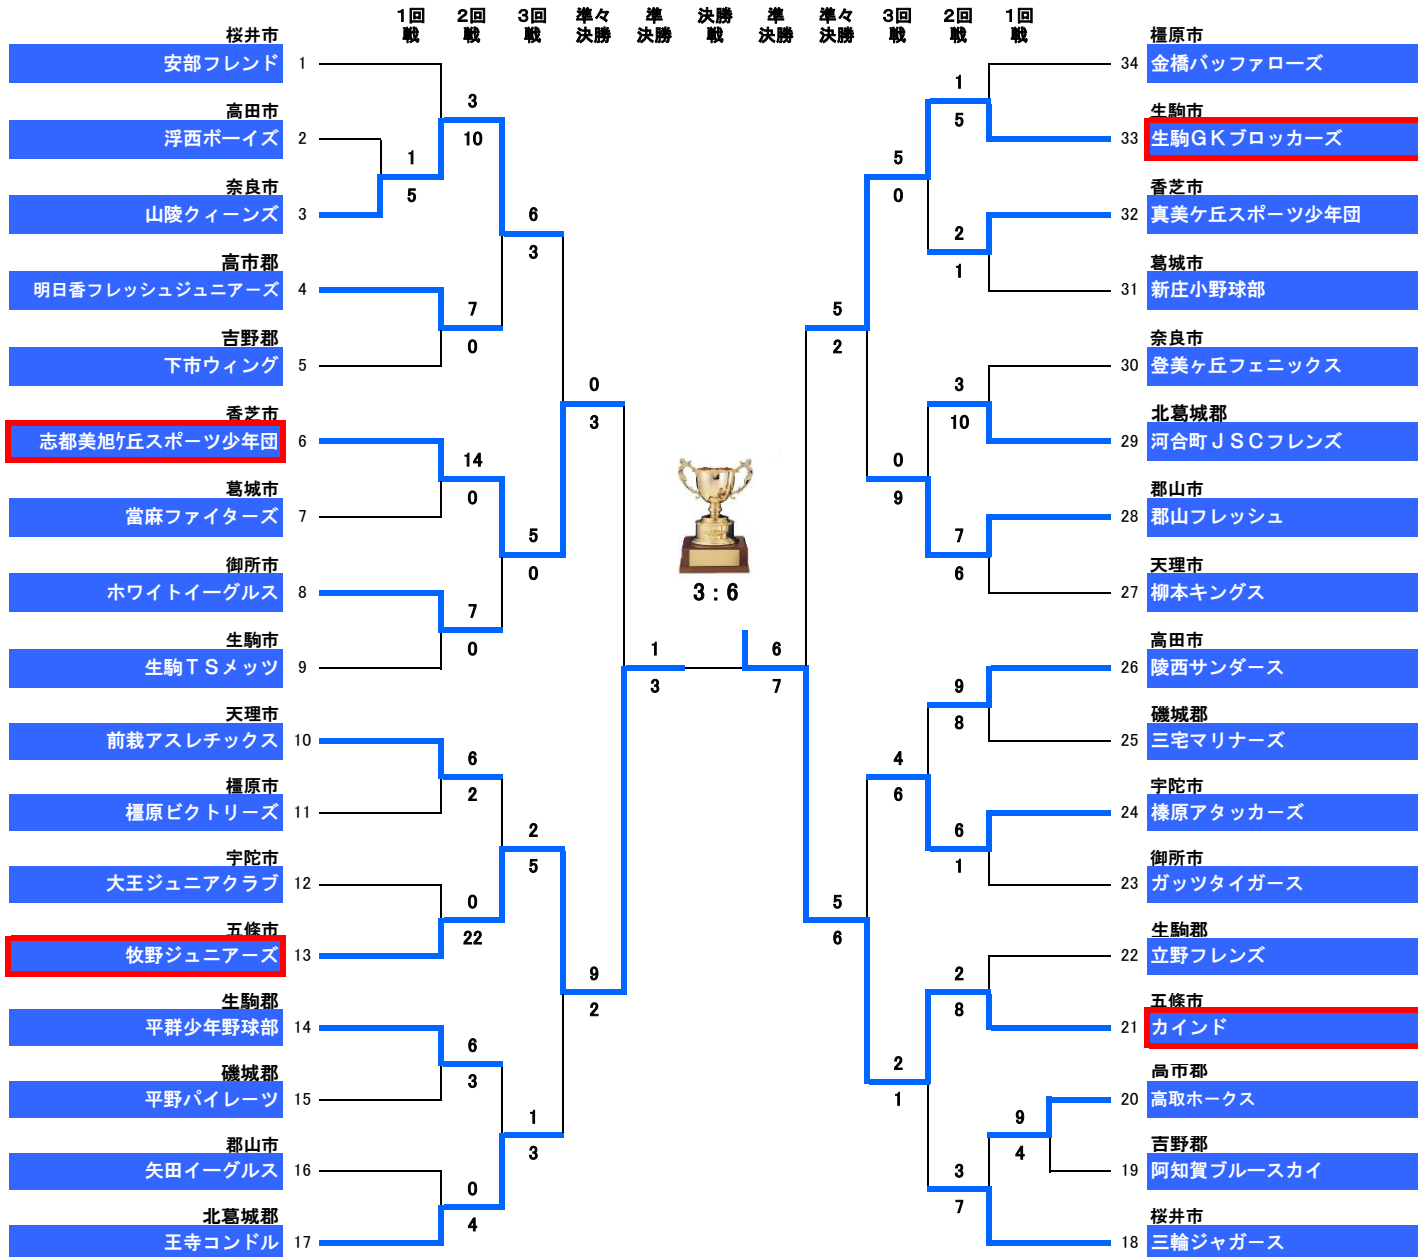 1回戦 2回戦 3回戦 準々決勝 準決勝 決勝戦 準決勝 準々決勝 3回戦 2回戦 1回戦
桜井市
安部フレンド 1
高田市
浮西ボーイズ 2
奈良市
山陵クィーンズ 3
高市郡
明日香フレッシュジュニアーズ 4
吉野郡
下市ウィング 5
香芝市
志都美旭ケ丘スポーツ少年団 6
葛城市
當麻ファイターズ 7
御所市
ホワイトイーグルス 8
生駒市
生駒TSメッツ 9
天理市
前栽アスレチックス 10
橿原市
橿原ビクトリーズ 11
宇陀市
大王ジュニアクラブ 12
五條市
牧野ジュニアーズ 13
生駒郡
平群少年野球部 14
磯城郡
平野パイレーツ 15
郡山市
矢田イーグルス 16
北葛城郡
王寺コンドル 17
1
5
3
10
7
0
14
0
7
0
6
2
0
22
6
3
0
4
6
3
5
0
2
5
1
3
0
3
9
2
1
3
3 : 6
6
7
5
2
5
6
5
0
0
9
4
6
2
1
1
5
2
1
3
10
7
6
9
8
6
1
2
8
3
7
9
4
橿原市
34 金橋バッファローズ
生駒市
33 生駒GKブロッカーズ
香芝市
32 真美ケ丘スポーツ少年団
葛城市
31 新庄小野球部
奈良市
30 登美ヶ丘フェニックス
北葛城郡
29 河合町JSCフレンズ
郡山市
28 郡山フレッシュ
天理市
27 柳本キングス
高田市
26 陵西サンダース
磯城郡
25 三宅マリナーズ
宇陀市
24 榛原アタッカーズ
御所市
23 ガッツタイガース
生駒郡
22 立野フレンズ
五條市
21 カインド
高市郡
20 高取ホークス
吉野郡
19 阿知賀ブルースカイ
桜井市
18 三輪ジャガース